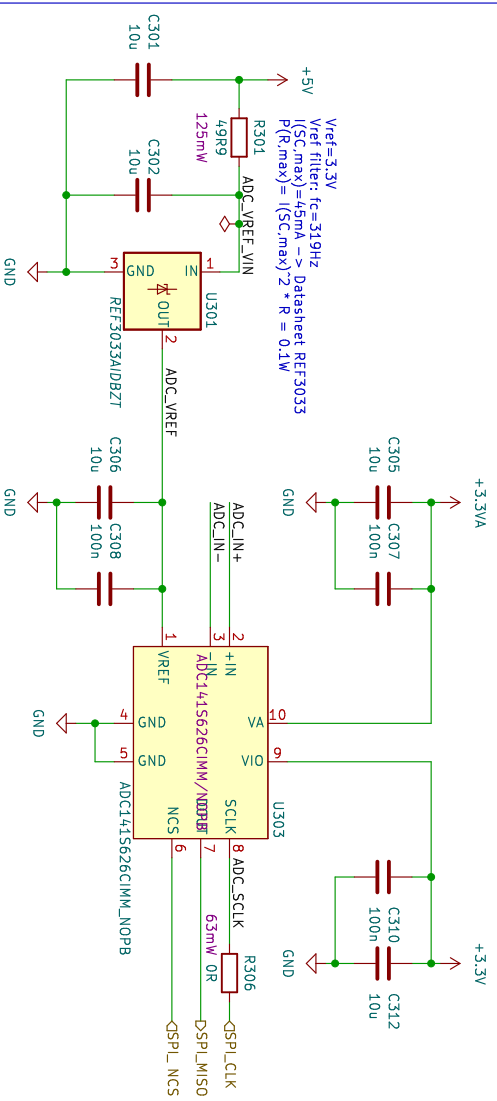 Vref=3.3V
Vref filter: fc=319Hz
I(SC,max)=45mA -> Datasheet REF3033
P(R,max)= I(SC,max)^2 * R = 0.1W
+5V
C301
10u
R301
49R9
125mW
C302
10u
ADC_VREF_VIN
GND
3
GND
IN
1
OUT
2
U301
REF3033AIDBZT
ADC_VREF
C306
10u
C308
100n
GND
ADC_IN+
ADC_IN-
+3.3VA
C305
10u
C307
100n
GND
1
VREF
3
-IN
2
+IN
ADC141S626CIMM/NOPB
4
GND
5
GND
GND
10
VA
9
VIO
NCS
6
7
SCLK
8
U303
ADC141S626CIMM_NOPB
ADC_SCLK
R306
0R
63mW
C310
100n
C312
10u
GND
+3.3V
SPI_CLK
SPI_MISO
SPI_NCS